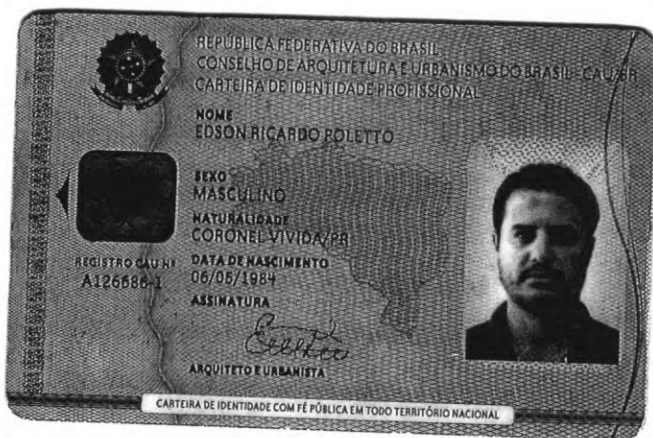 REPÚBLICA FEDERATIVA DO BRASIL
CONSELHO DE ARQUITETURA E URBANISMO DO BRASIL - CAU/BR
CARTEIRA DE IDENTIDADE PROFISSIONAL
NOME
EDSON RICARDO POLETTO
SEXO
MASCULINO
NATURALIDADE
CORONEL VIVIDA/PR
REGISTRO CAU Nº
A126686-1
DATA DE NASCIMENTO
06/05/1984
ASSINATURA
ARQUITETO E URBANISTA
CARTEIRA DE IDENTIDADE COM FÉ PÚBLICA EM TODO TERRITÓRIO NACIONAL